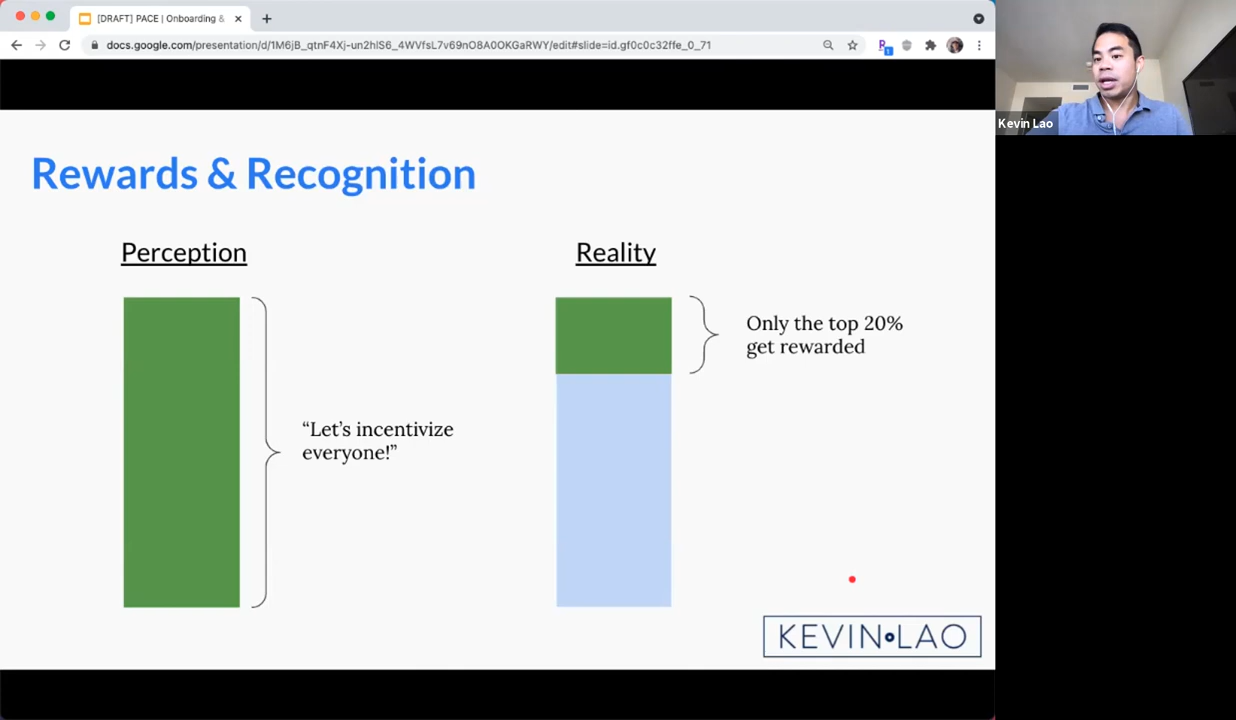 [DRAFT] PACE | Onboarding &
docs.google.com/presentation/d/1M6jB_qtnF4Xj-un2hlS6_4WVfsL7v69nO8A0OKGaRWY/edit#slide=id.gf0c0c32ffe_0_71
Kevin Lao
Rewards & Recognition
Perception
Reality
Only the top 20%
get rewarded
“Let’s incentivize
everyone!”
KEVIN LAO